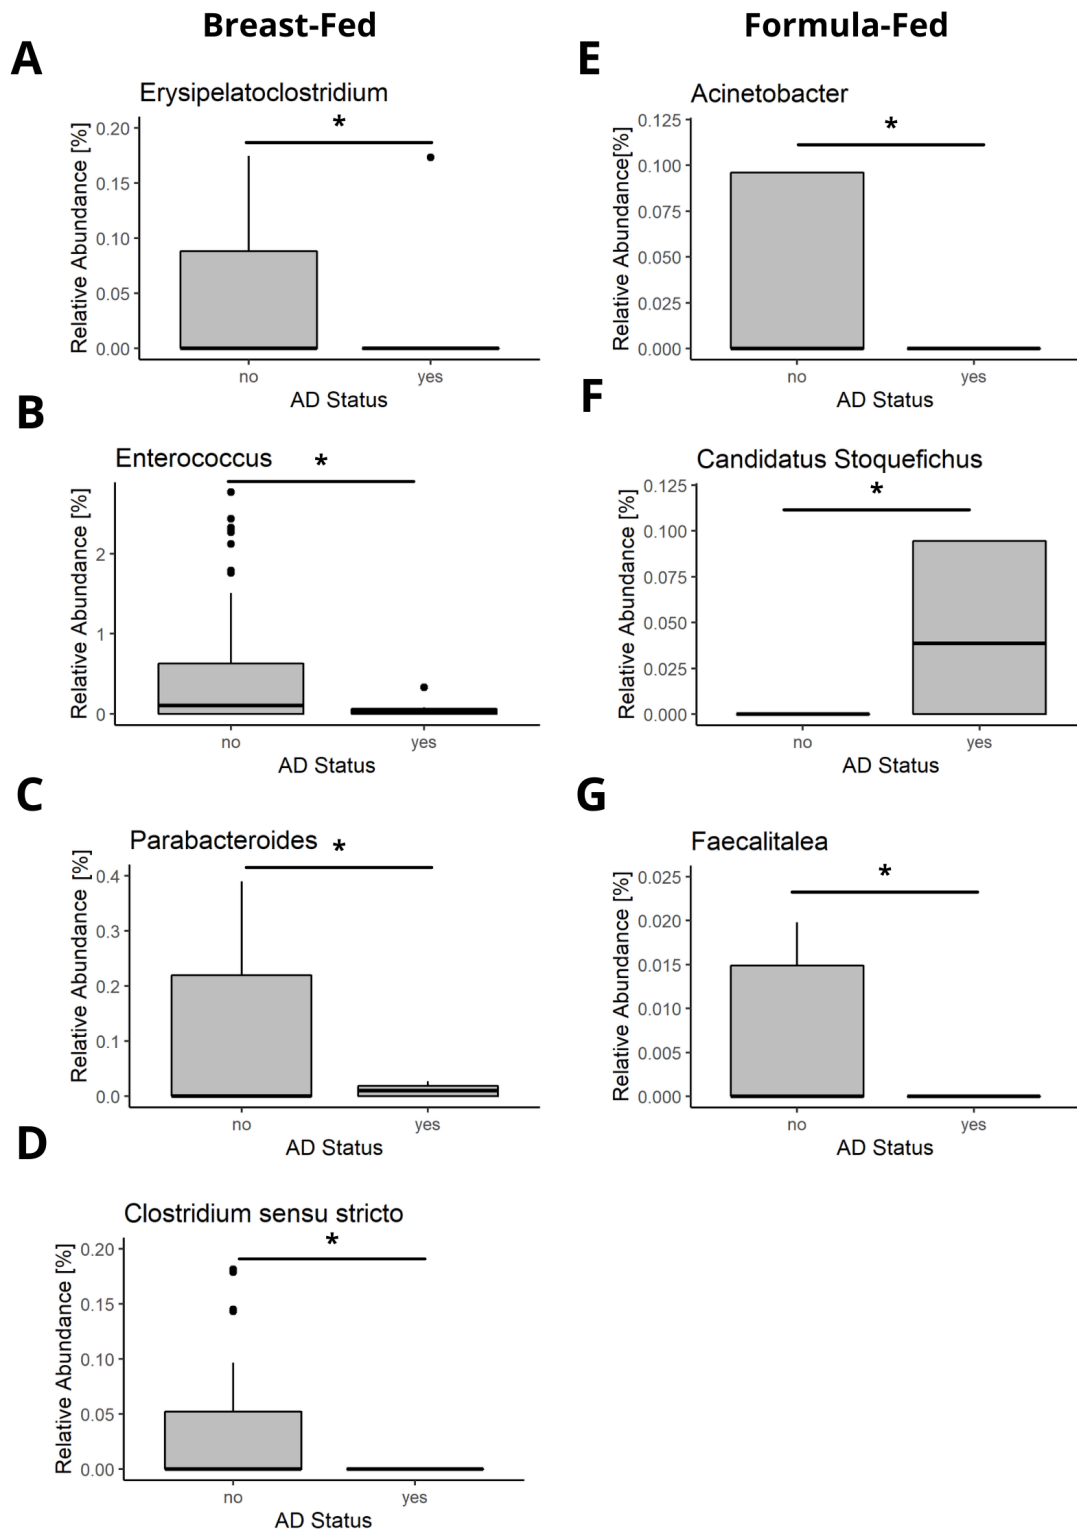 Breast-Fed
Formula-Fed
A
Erysipelatoclostridium
*
Relative Abundance [%]
0.20
0.15
0.10
0.05
0.00
no
yes
AD Status
B
Enterococcus
*
Relative Abundance [%]
2
1
0
no
yes
AD Status
C
Parabacteroides
*
Relative Abundance [%]
0.4
0.3
0.2
0.1
0.0
no
yes
AD Status
D
Clostridium sensu stricto
*
Relative Abundance [%]
0.20
0.15
0.10
0.05
0.00
no
yes
AD Status
E
Acinetobacter
*
Relative Abundance[%]
0.125
0.100
0.075
0.050
0.025
0.000
no
yes
AD Status
F
Candidatus Stoquefichus
*
Relative Abundance [%]
0.125
0.100
0.075
0.050
0.025
0.000
no
yes
AD Status
G
Faecalitalea
*
Relative Abundance [%]
0.025
0.020
0.015
0.010
0.005
0.000
no
yes
AD Status